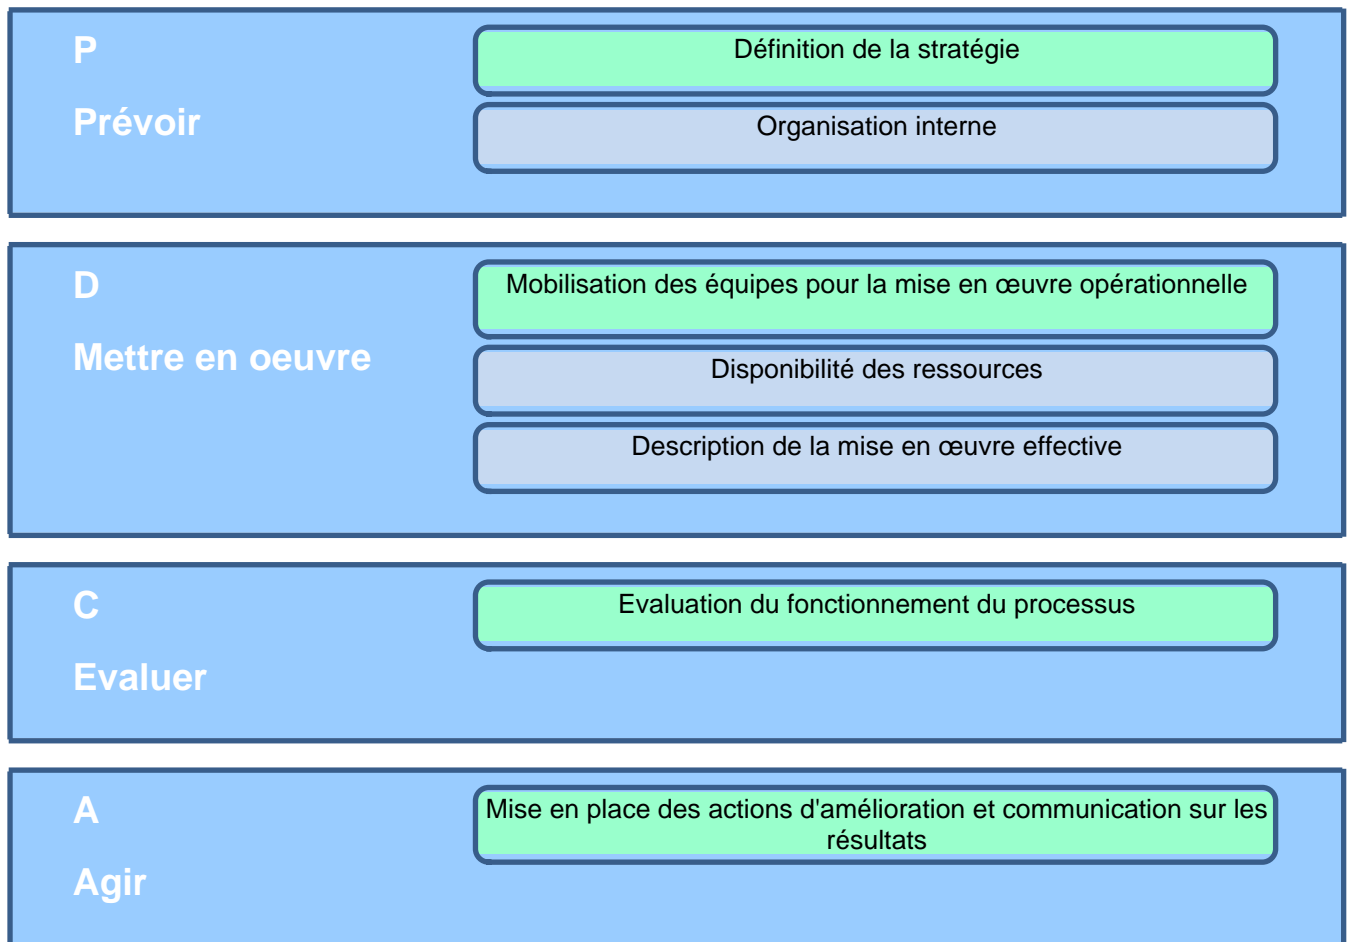 P
Prévoir
Définition de la stratégie
Organisation interne
D
Mettre en oeuvre
Mobilisation des équipes pour la mise en œuvre opérationnelle
Disponibilité des ressources
Description de la mise en œuvre effective
C
Evaluer
Evaluation du fonctionnement du processus
A
Agir
Mise en place des actions d'amélioration et communication sur les
résultats